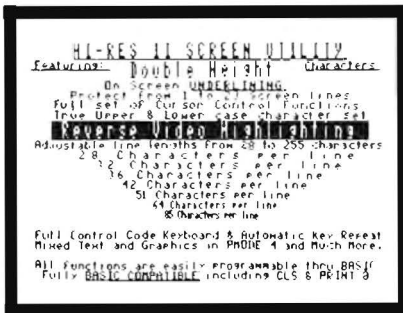 HI-RES II SCREEN UTILITY
Featuring: Double Height Characters
On Screen UNDERLINING
Protect from 1 to 23 Screen lines
Full set of Cursor Control Functions
True Upper & Lower case character set
Reverse Video Highlighting
Adjustable line lengths from 28 to 255 characters
28 Characters per line
32 Characters per line
36 Characters per line
42 Characters per line
51 Characters per line
64 Characters per line
85 Characters per line
Full Control Code Keyboard & Automatic Key Repeat
Mixed Text and Graphics in PMODE 4 and Much More.
All functions are easily programmable thru BASIC
Fully BASIC COMPATIBLE including CLS & PRINT @